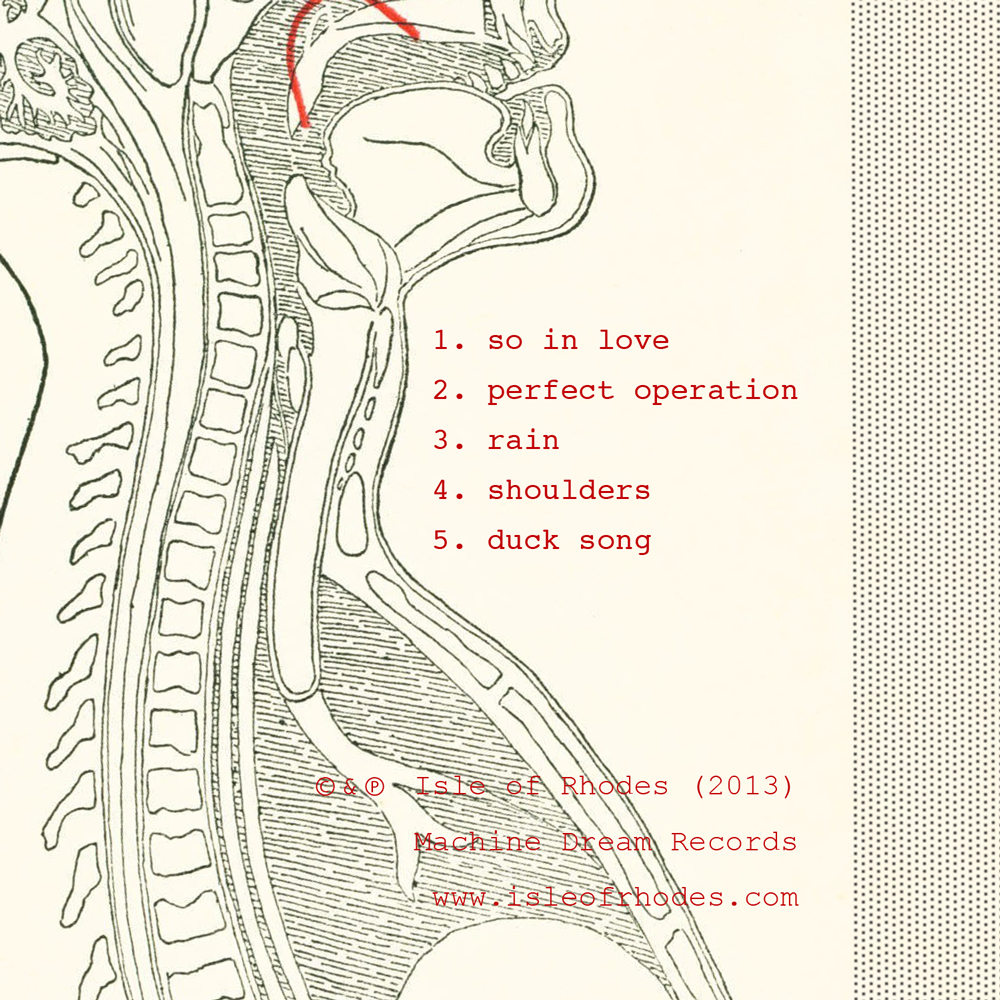 1. so in love
2. perfect operation
3. rain
4. shoulders
5. duck song
©&℗ Isle of Rhodes (2013)
Machine Dream Records
www.isleofrhodes.com